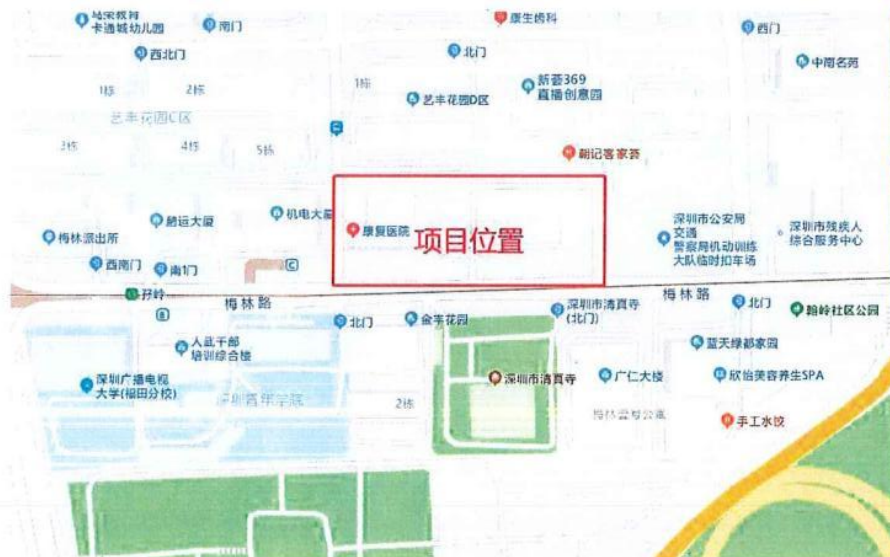 卡通城幼儿园
南门
康生齿科
西门
西北门
北门
中南名苑
1栋
2栋
1栋
新荟369
直播创意园
艺丰花园D区
艺丰花园C区
3栋
4栋
5栋
朝记客家荟
鹏运大厦
机电大厦
康复医院
项目位置
梅林派出所
深圳市公安局
交通
警察局机动训练
大队临时扣车场
深圳市残疾人
综合服务中心
西南门
南1门
C
孖岭
梅林路
梅林路
B
北门
金丰花园
深圳市清真寺
(北门)
北门
翰岭社区公园
人武干部
培训综合楼
蓝天绿都家园
深圳广播电视
大学(福田分校)
深圳青年学院
2栋
深圳市清真寺
广仁大楼
欣怡美容养生SPA
手工水饺